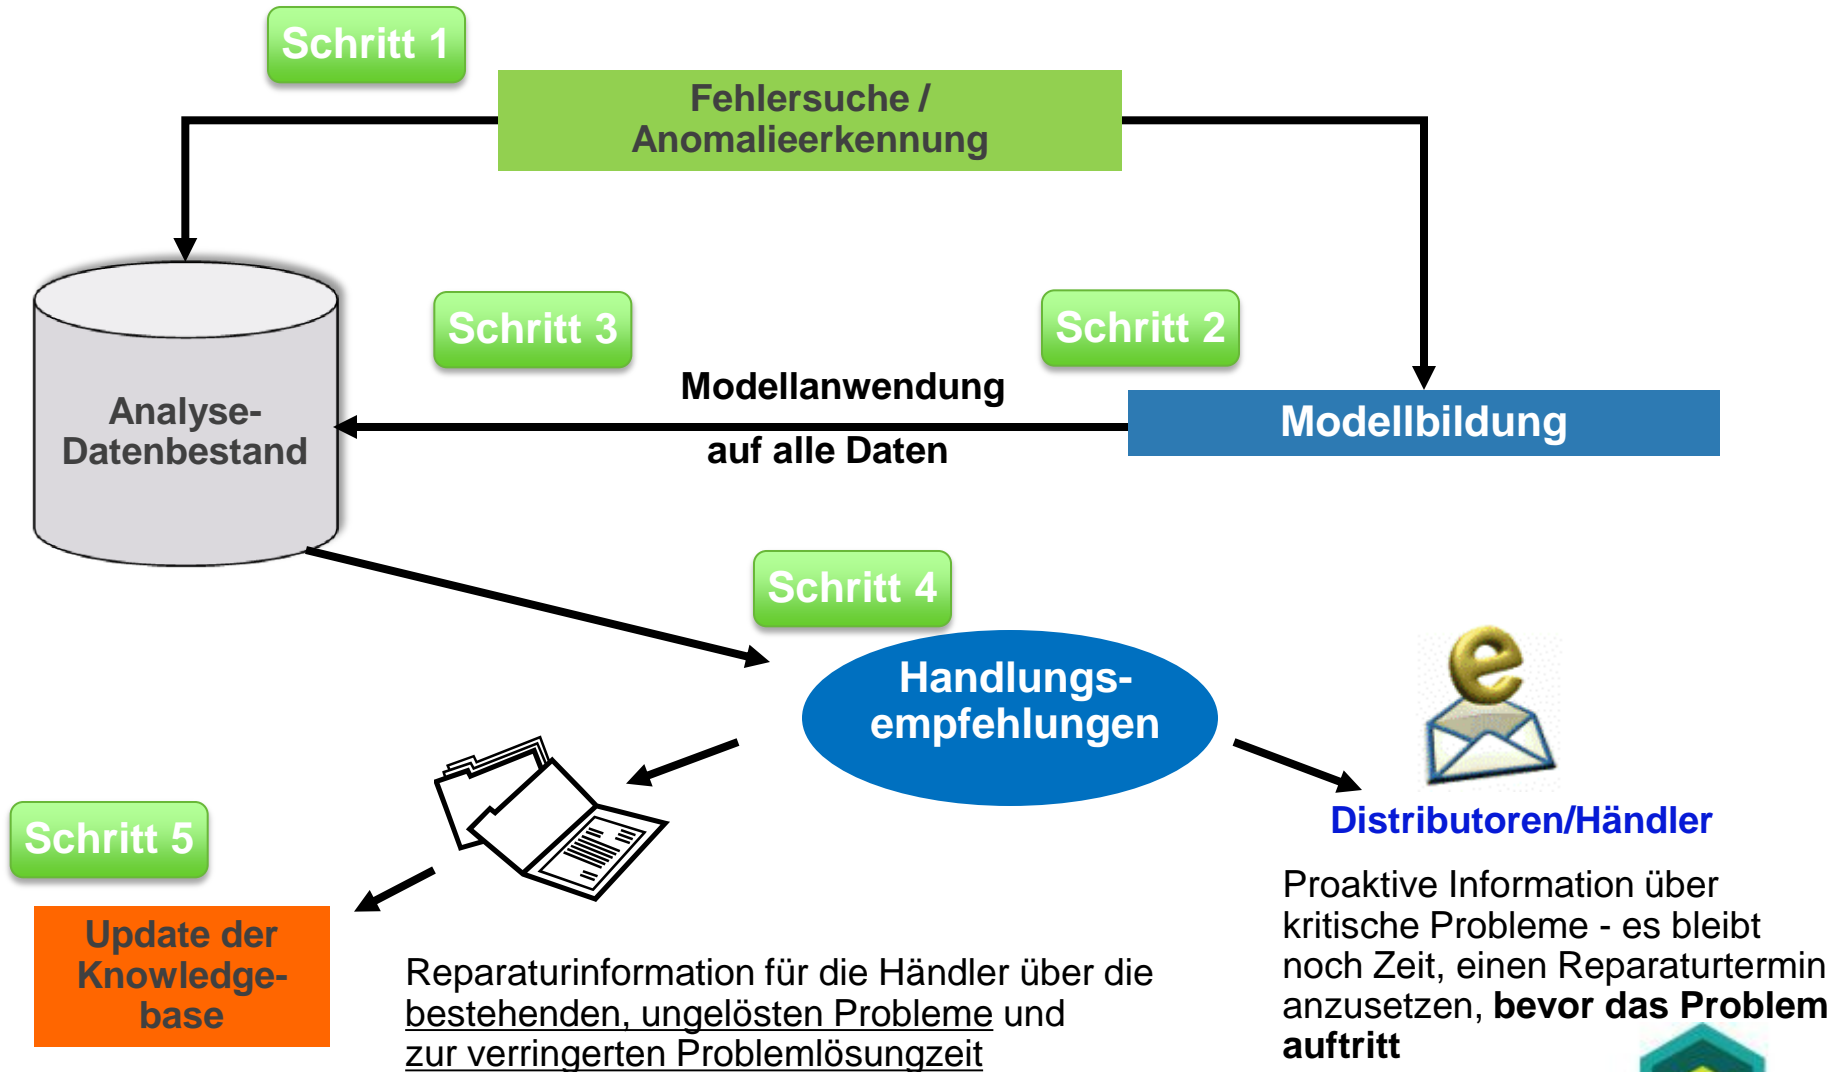 Schritt 1
Fehlersuche /
Anomalieerkennung
Schritt 3
Schritt 2
Analyse-
Datenbestand
Modellanwendung
auf alle Daten
Modellbildung
Schritt 4
Handlungs-
empfehlungen
e
Distributoren/Händler
Proaktive Information über
kritische Probleme - es bleibt
noch Zeit, einen Reparaturtermin
anzusetzen, bevor das Problem
auftritt
Schritt 5
Update der
Knowledge-
base
Reparaturinformation für die Händler über die
bestehenden, ungelösten Probleme und
zur verringerten Problemlösungzeit